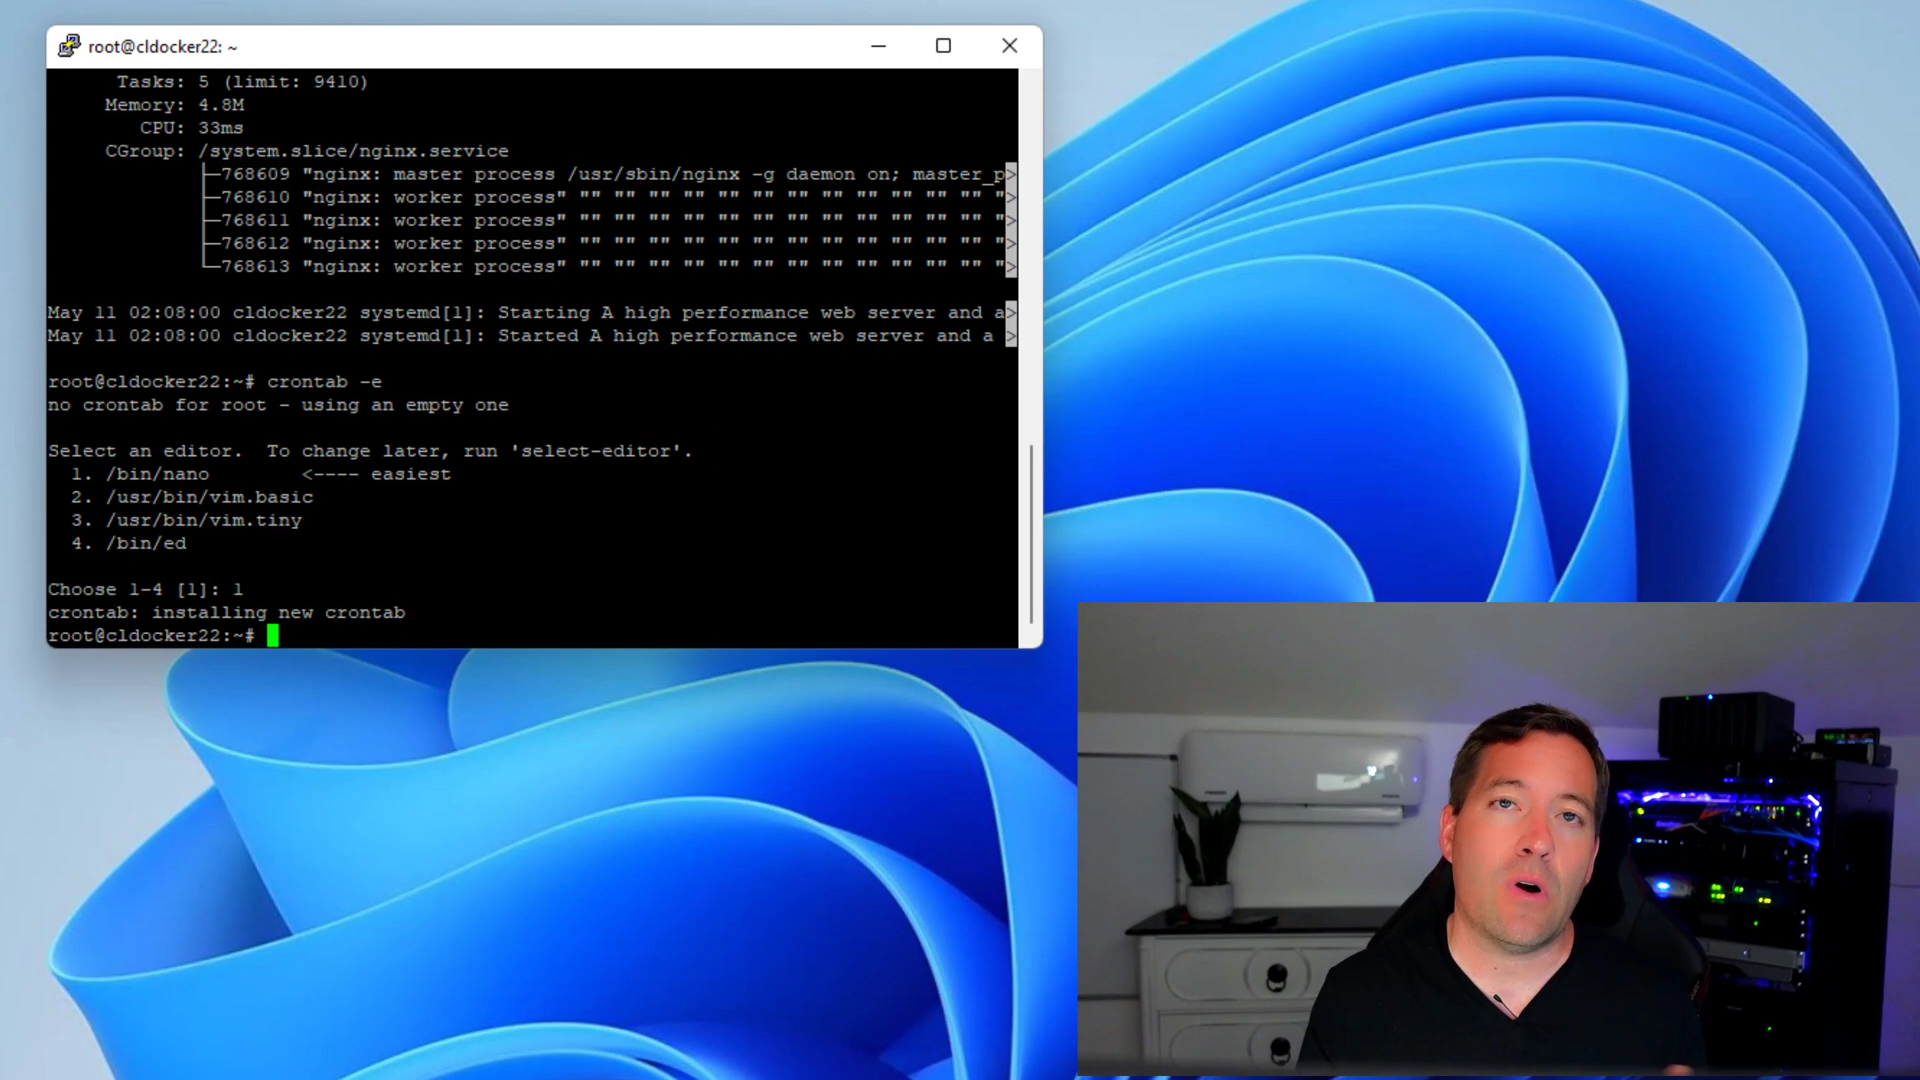 root@cldocker22: ~
Tasks: 5 (limit: 9410)
Memory: 4.8M
CPU: 33ms
CGroup: /system.slice/nginx.service
├─768609 "nginx: master process /usr/sbin/nginx -g daemon on; master_p>
├─768610 "nginx: worker process" "" "" "" "" "" "" "" "" "" "" "" "" ">
├─768611 "nginx: worker process" "" "" "" "" "" "" "" "" "" "" "" "" ">
├─768612 "nginx: worker process" "" "" "" "" "" "" "" "" "" "" "" "" ">
└─768613 "nginx: worker process" "" "" "" "" "" "" "" "" "" "" "" "" ">
May 11 02:08:00 cldocker22 systemd[1]: Starting A high performance web server and a>
May 11 02:08:00 cldocker22 systemd[1]: Started A high performance web server and a >
root@cldocker22:~# crontab -e
no crontab for root - using an empty one
Select an editor.  To change later, run 'select-editor'.
1. /bin/nano        <---- easiest
2. /usr/bin/vim.basic
3. /usr/bin/vim.tiny
4. /bin/ed
Choose 1-4 [1]: 1
crontab: installing new crontab
root@cldocker22:~#